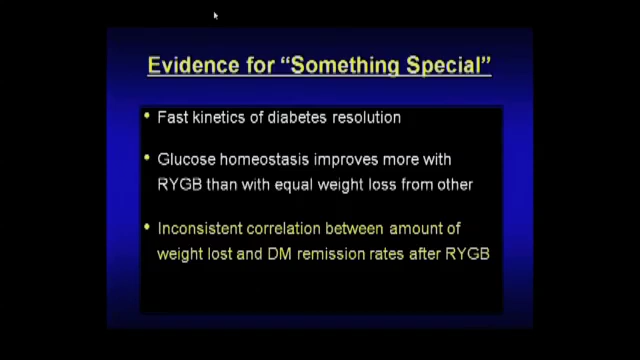 Evidence for “Something Special”
• Fast kinetics of diabetes resolution
• Glucose homeostasis improves more with
RYGB than with equal weight loss from other
• Inconsistent correlation between amount of
weight lost and DM remission rates after RYGB